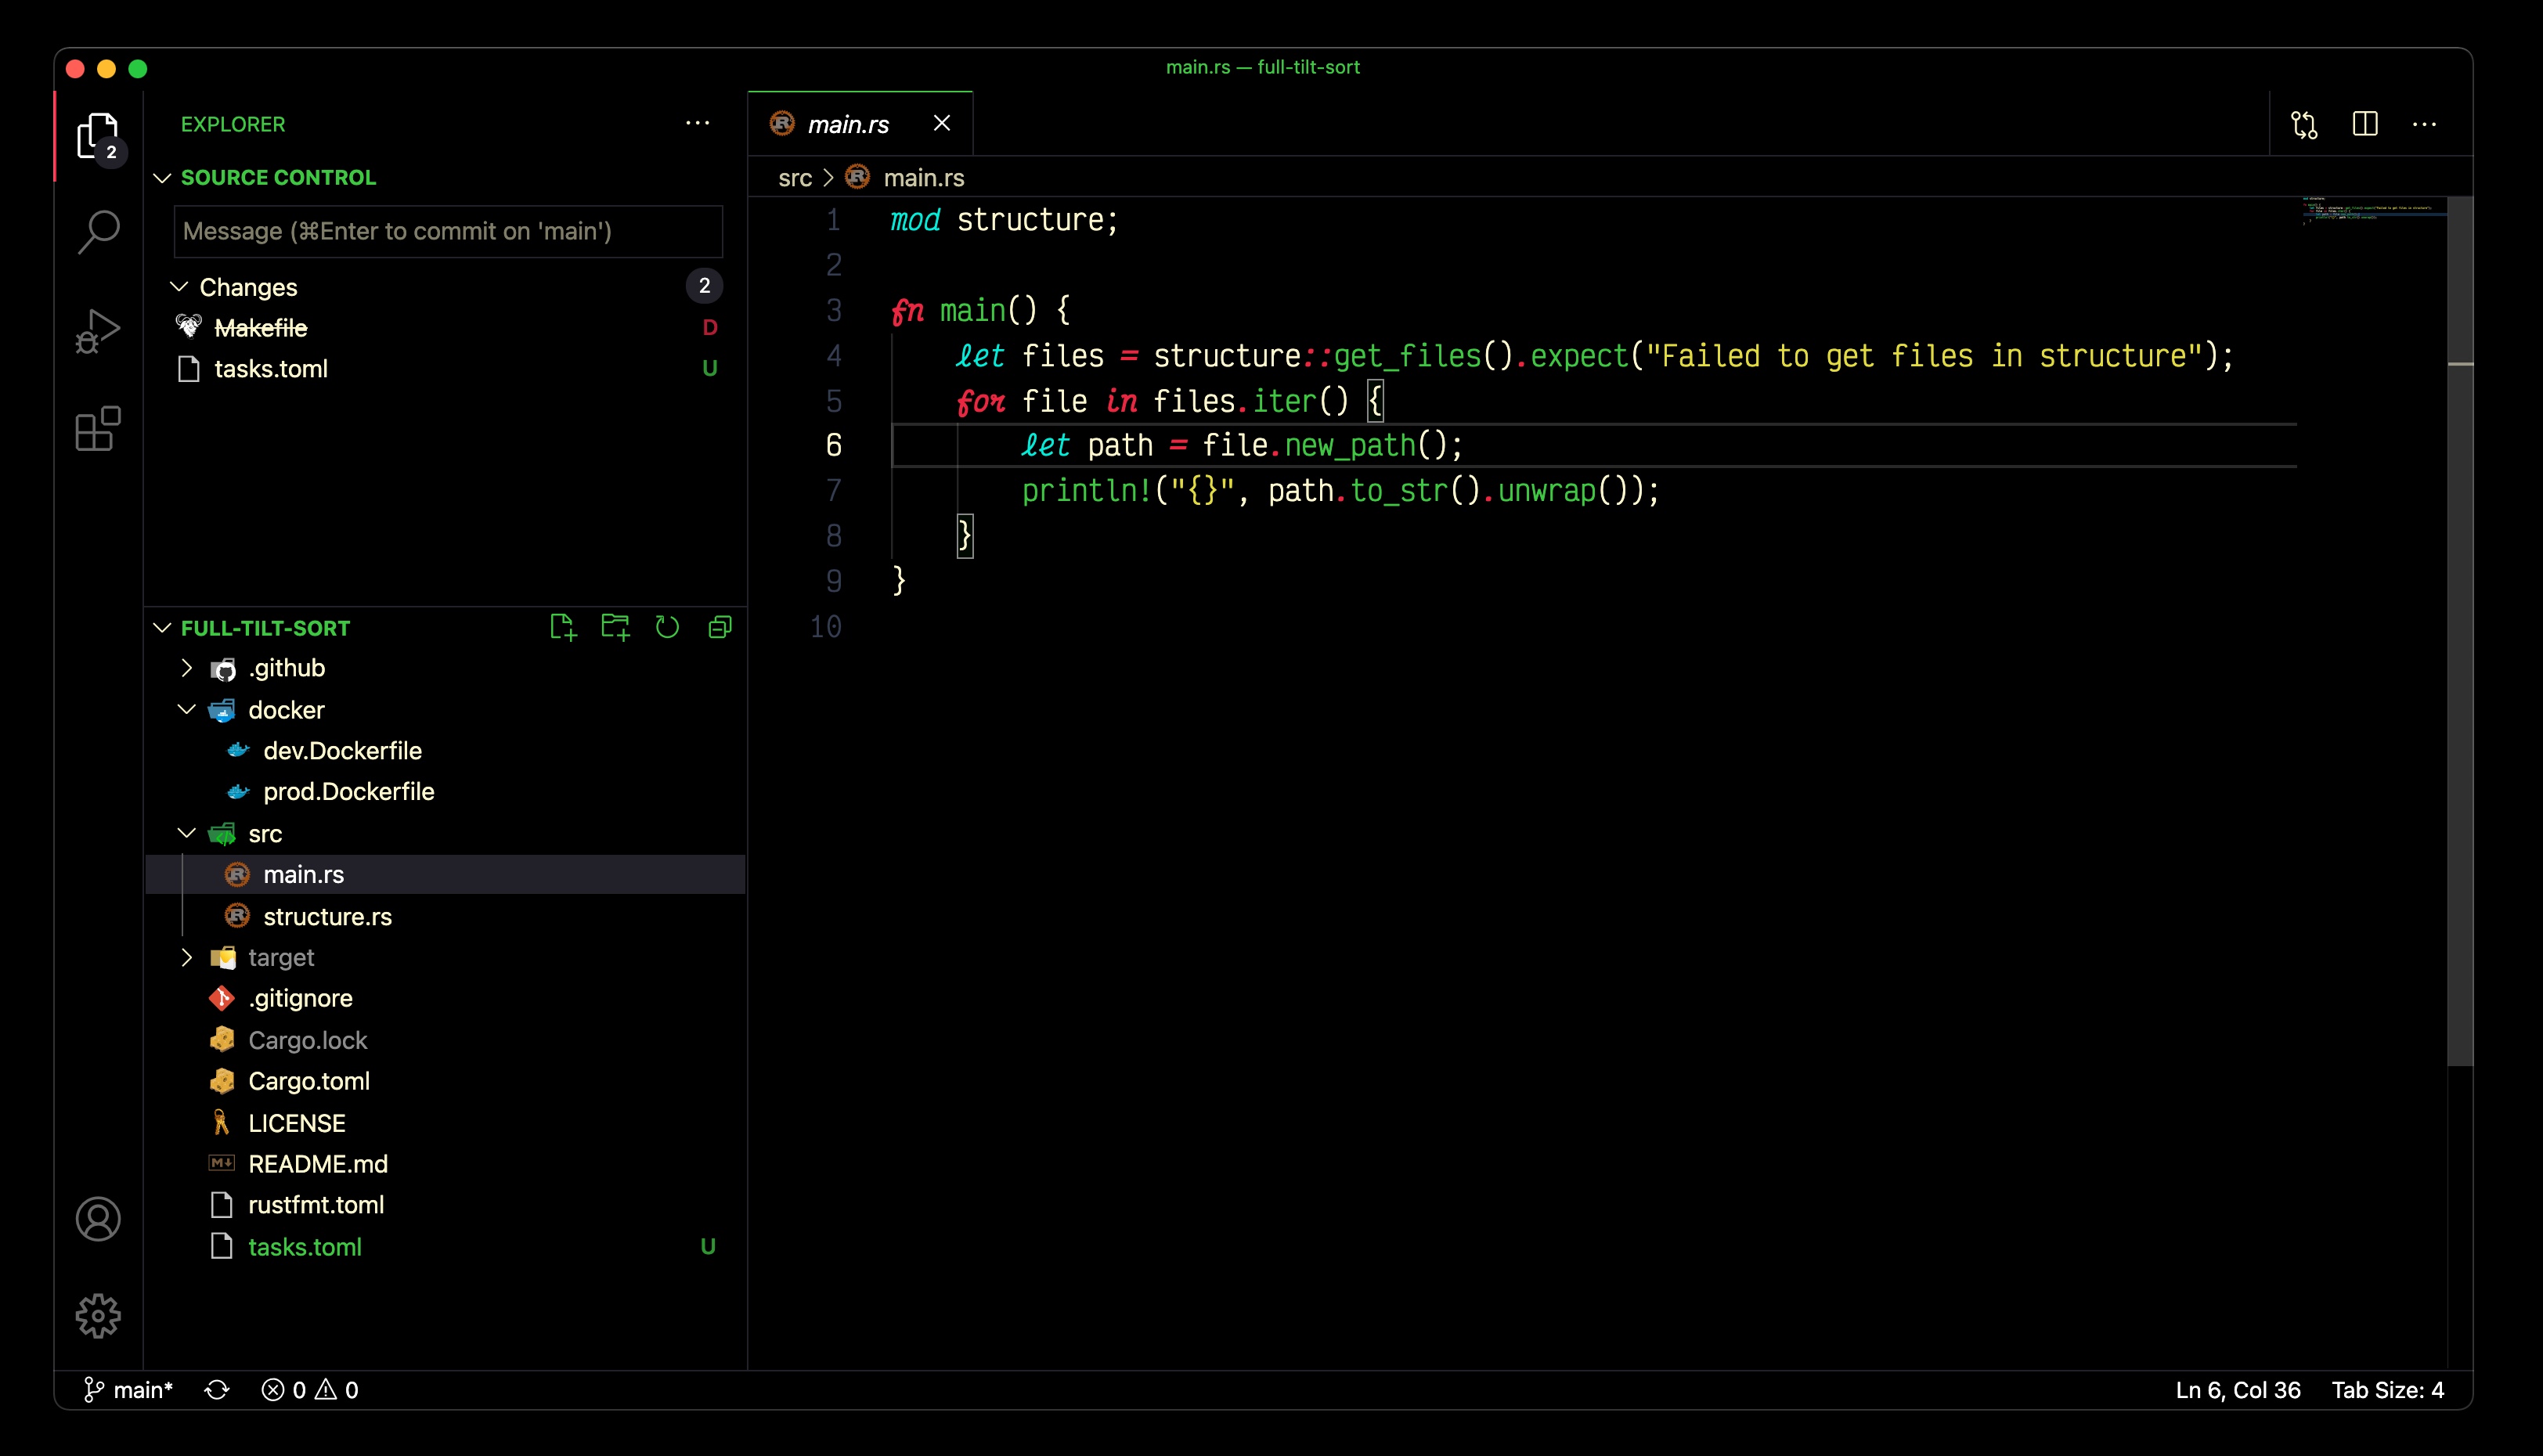 main.rs — full-tilt-sort
2
EXPLORER
SOURCE CONTROL
Message (⌘Enter to commit on 'main')
Changes 2
Makefile D
tasks.toml U
FULL-TILT-SORT
.github
docker
dev.Dockerfile
prod.Dockerfile
src
main.rs
structure.rs
target
.gitignore
Cargo.lock
Cargo.toml
LICENSE
README.md
rustfmt.toml
tasks.toml U
main.rs
src > main.rs
1 mod structure;
2
3 fn main() {
4     let files = structure::get_files().expect("Failed to get files in structure");
5     for file in files.iter() {
6         let path = file.new_path();
7         println!("{}", path.to_str().unwrap());
8     }
9 }
10
main* 0 0 Ln 6, Col 36 Tab Size: 4